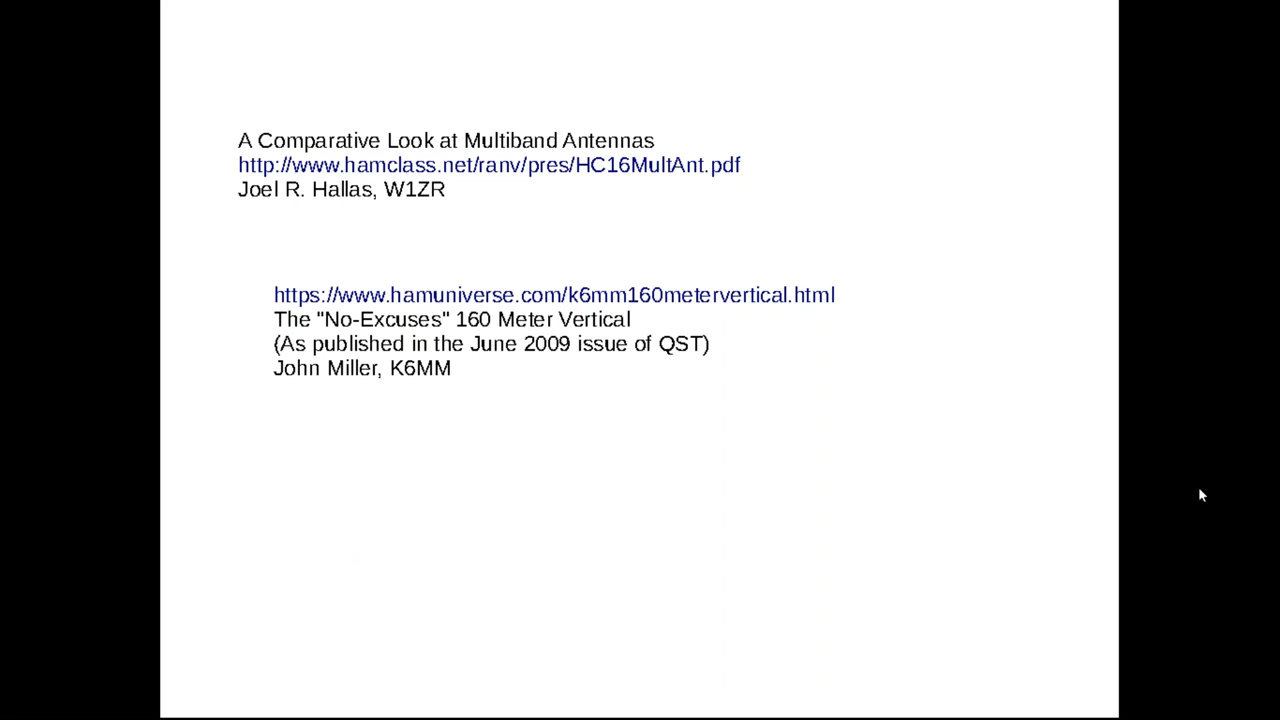 A Comparative Look at Multiband Antennas
http://www.hamclass.net/ranv/pres/HC16MultAnt.pdf
Joel R. Hallas, W1ZR
https://www.hamuniverse.com/k6mm160metervertical.html
The "No-Excuses" 160 Meter Vertical
(As published in the June 2009 issue of QST)
John Miller, K6MM